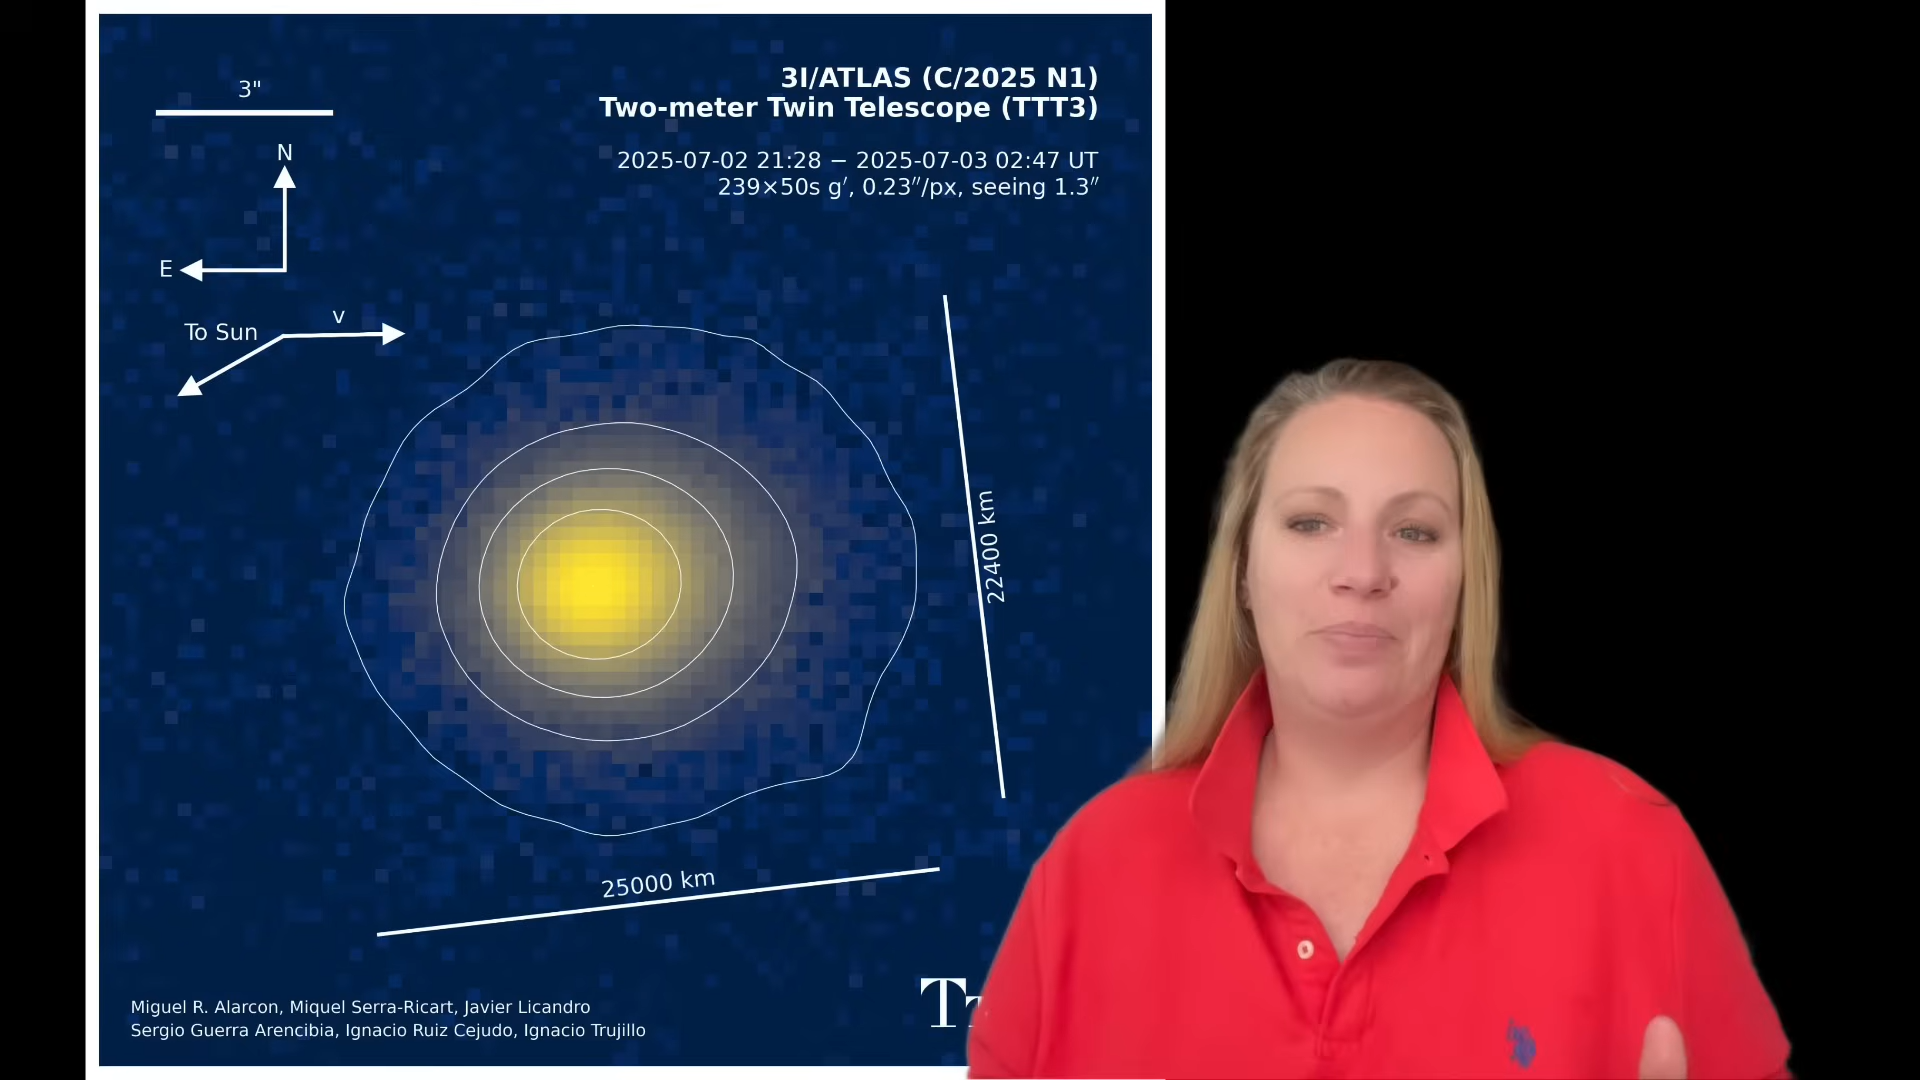 3"
3I/ATLAS (C/2025 N1)
Two-meter Twin Telescope (TTT3)
2025-07-02 21:28 − 2025-07-03 02:47 UT
239×50s g′, 0.23″/px, seeing 1.3″
N
E
To Sun
v
22400 km
25000 km
Miguel R. Alarcon, Miquel Serra-Ricart, Javier Licandro
Sergio Guerra Arencibia, Ignacio Ruiz Cejudo, Ignacio Trujillo